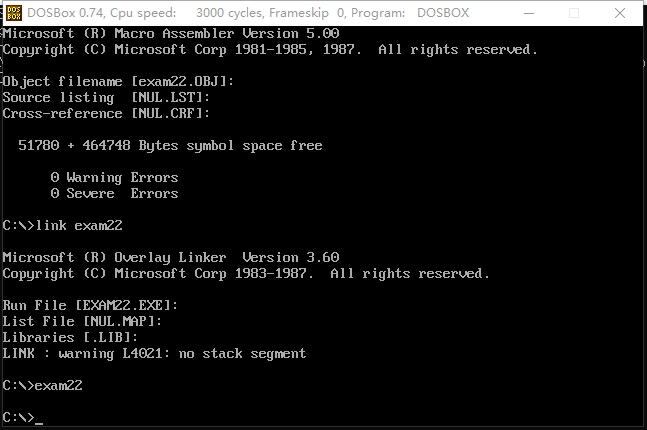 DOSBox 0.74, Cpu speed: 3000 cycles, Frameskip 0, Program: DOSBOX
Microsoft (R) Macro Assembler Version 5.00
Copyright (C) Microsoft Corp 1981-1985, 1987. All rights reserved.
Object filename [exam22.OBJ]:
Source listing [NUL.LST]:
Cross-reference [NUL.CRF]:
51780 + 464748 Bytes symbol space free
0 Warning Errors
0 Severe Errors
C:\>link exam22
Microsoft (R) Overlay Linker Version 3.60
Copyright (C) Microsoft Corp 1983-1987. All rights reserved.
Run File [EXAM22.EXE]:
List File [NUL.MAP]:
Libraries [.LIB]:
LINK : warning L4021: no stack segment
C:\>exam22
C:\>_